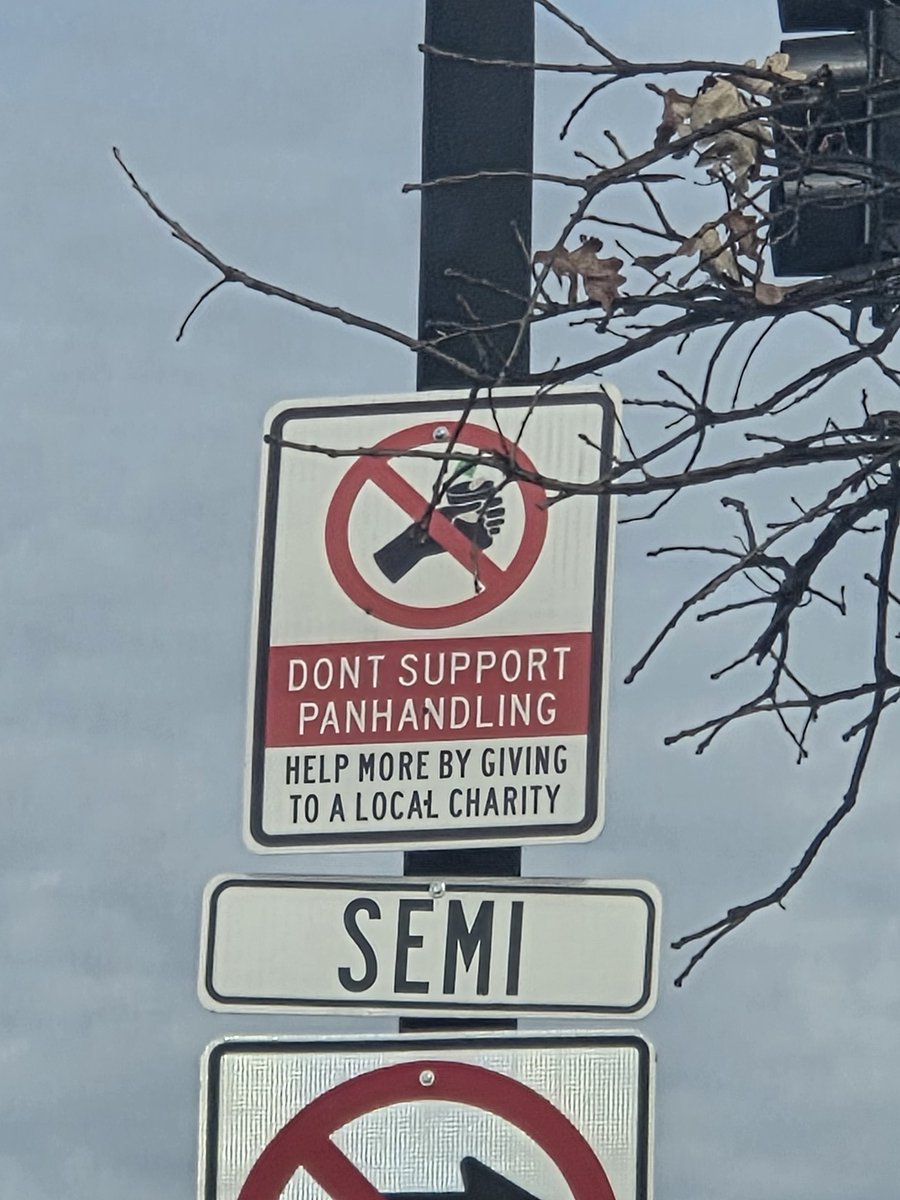 DONT SUPPORT
PANHANDLING
HELP MORE BY GIVING
TO A LOCAL CHARITY
SEMI